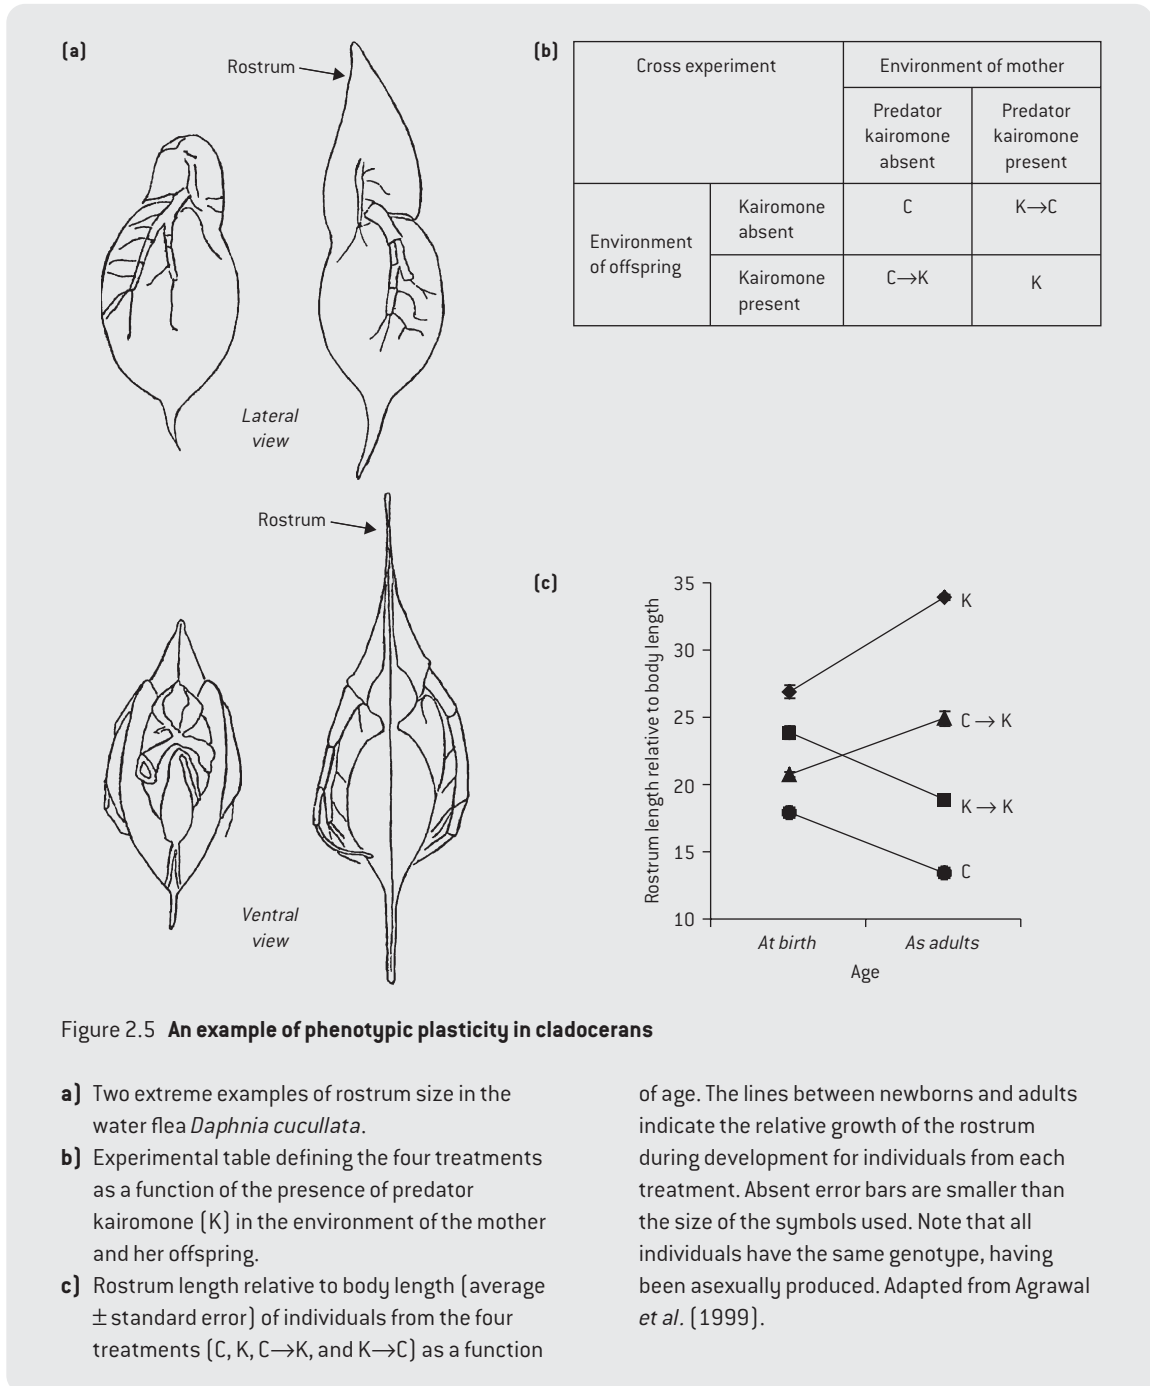 (a)
Rostrum
Lateral
view
Rostrum
Ventral
view
(b)
Cross experiment
Environment of mother
Predator
kairomone
absent
Predator
kairomone
present
Environment
of offspring
Kairomone
absent
C
K→C
Kairomone
present
C→K
K
(c)
Rostrum length relative to body length
35
30
25
20
15
10
K
C → K
K → K
C
At birth
As adults
Age
Figure 2.5 An example of phenotypic plasticity in cladocerans
a) Two extreme examples of rostrum size in the
water flea Daphnia cucullata.
b) Experimental table defining the four treatments
as a function of the presence of predator
kairomone (K) in the environment of the mother
and her offspring.
c) Rostrum length relative to body length (average
± standard error) of individuals from the four
treatments (C, K, C→K, and K→C) as a function
of age. The lines between newborns and adults
indicate the relative growth of the rostrum
during development for individuals from each
treatment. Absent error bars are smaller than
the size of the symbols used. Note that all
individuals have the same genotype, having
been asexually produced. Adapted from Agrawal
et al. (1999).